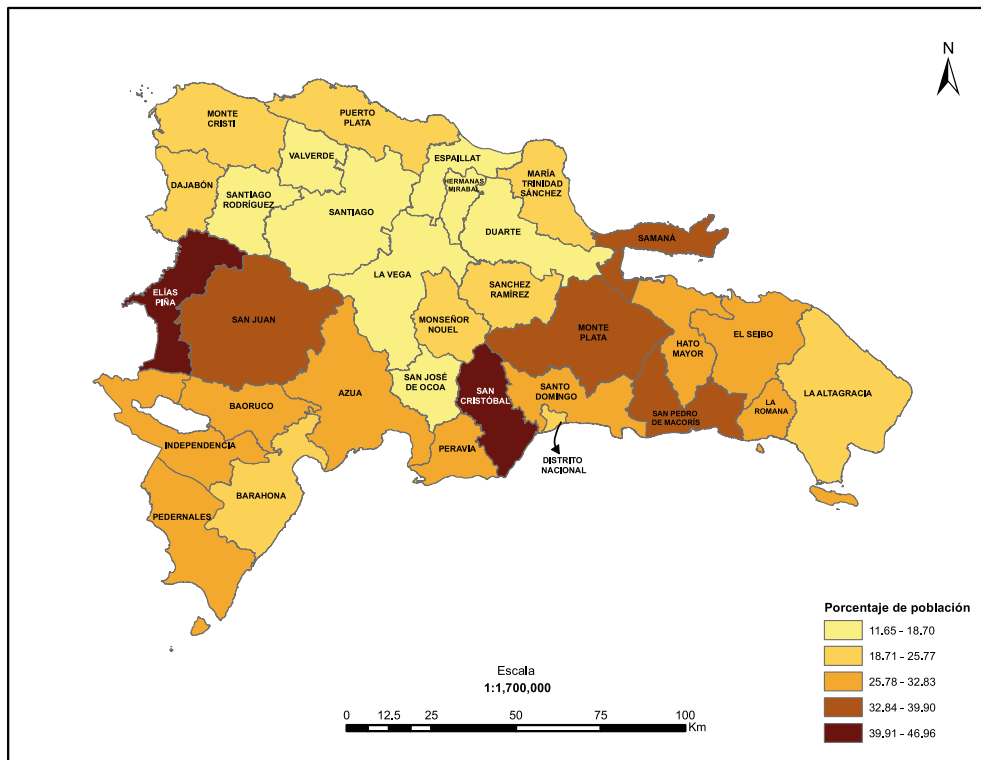 N
MONTE
CRISTI
PUERTO
PLATA
VALVERDE
ESPAILLAT
DAJABÓN
SANTIAGO
RODRÍGUEZ
HERMANAS
MIRABAL
MARÍA
TRINIDAD
SÁNCHEZ
SANTIAGO
DUARTE
SAMANÁ
LA VEGA
ELÍAS
PIÑA
SANCHEZ
RAMÍREZ
SAN JUAN
MONSEÑOR
NOUEL
MONTE
PLATA
EL SEIBO
HATO
MAYOR
SAN JOSÉ
DE OCOA
SAN
CRISTÓBAL
SANTO
DOMINGO
AZUA
BAORUCO
LA ALTAGRACIA
LA
ROMANA
SAN PEDRO
DE MACORÍS
INDEPENDENCIA
PERAVIA
DISTRITO
NACIONAL
BARAHONA
PEDERNALES
Porcentaje de población
11.65 - 18.70
18.71 - 25.77
25.78 - 32.83
32.84 - 39.90
39.91 - 46.96
Escala
1:1,700,000
0 12.5 25 50 75 100
Km